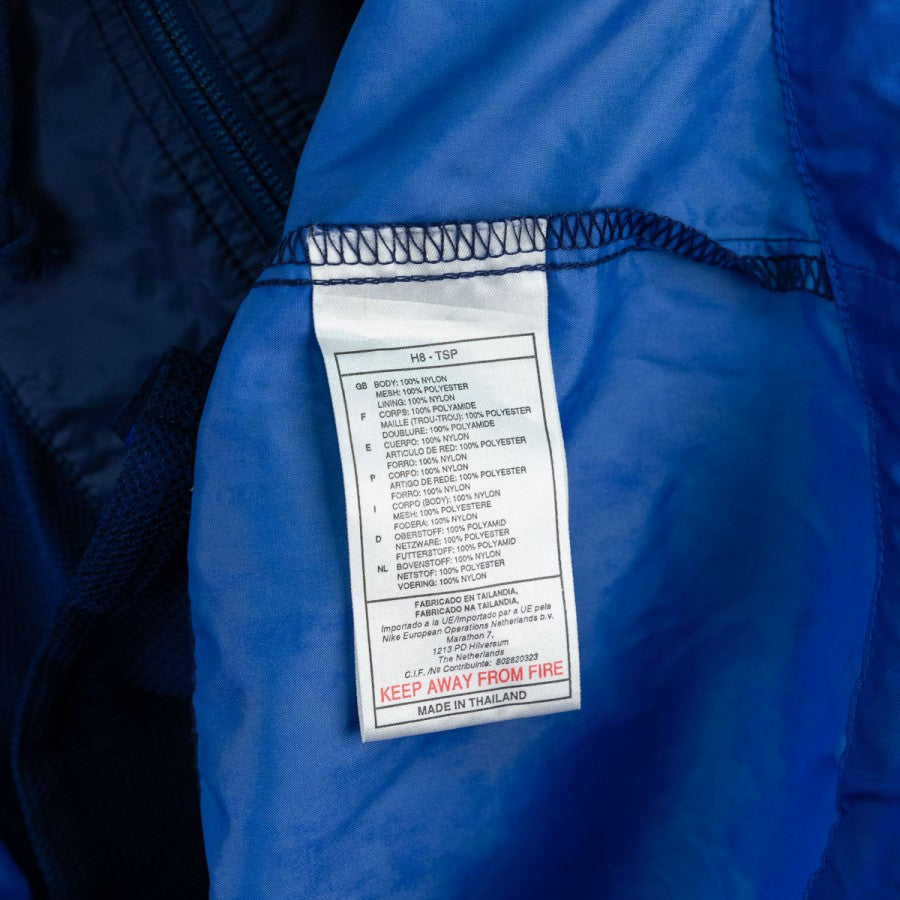 H8 - TSP
GB BODY: 100% NYLON
MESH: 100% POLYESTER
LINING: 100% NYLON
F CORPS: 100% POLYAMIDE
MAILLE (TROU-TROU): 100% POLYESTER
DOUBLURE: 100% POLYAMIDE
E CUERPO: 100% NYLON
ARTICULO DE RED: 100% POLYESTER
FORRO: 100% NYLON
P CORPO: 100% NYLON
ARTIGO DE REDE: 100% POLYESTER
FORRO: 100% NYLON
I CORPO (BODY): 100% NYLON
MESH: 100% POLYESTERE
FODERA: 100% NYLON
D OBERSTOFF: 100% POLYAMID
NETZWARE: 100% POLYESTER
FUTTERSTOFF: 100% POLYAMID
NL BOVENSTOFF: 100% NYLON
NETSTOF: 100% POLYESTER
VOERING: 100% NYLON
FABRICADO EN TAILANDIA,
FABRICADO NA TAILANDIA,
Importado a la UE/Importado par a UE pela
Nike European Operations Netherlands b.v.
Marathon 7,
1213 PD Hilversum
The Netherlands
C.I.F. /Nº Contribuinte: 802820323
KEEP AWAY FROM FIRE
MADE IN THAILAND